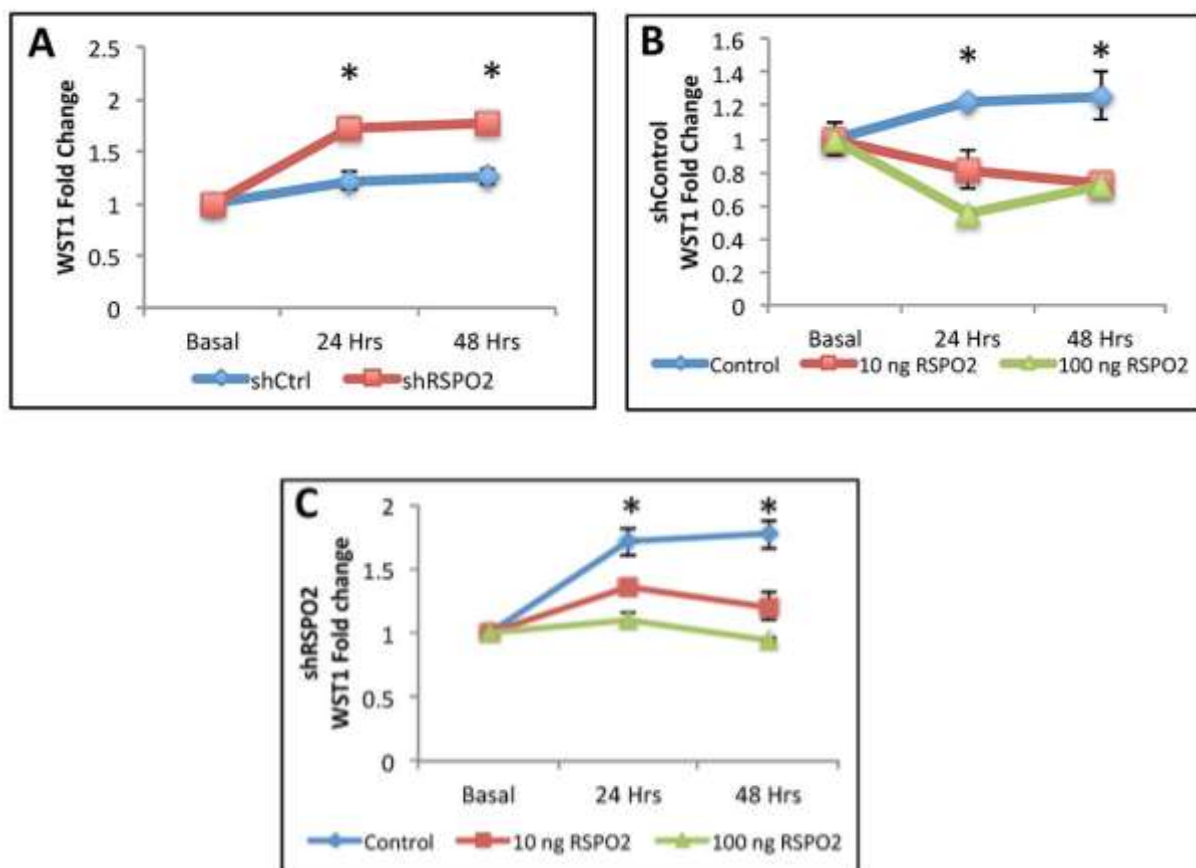 A
WST1 Fold Change
2.5
2
1.5
1
0.5
0
*
*
Basal
24 Hrs
48 Hrs
shCtrl
shRSPO2
B
shControl
WST1 Fold Change
1.6
1.4
1.2
1
0.8
0.6
0.4
0.2
0
*
*
Basal
24 Hrs
48 Hrs
Control
10 ng RSPO2
100 ng RSPO2
C
shRSPO2
WST1 Fold change
2
1.5
1
0.5
0
*
*
Basal
24 Hrs
48 Hrs
Control
10 ng RSPO2
100 ng RSPO2